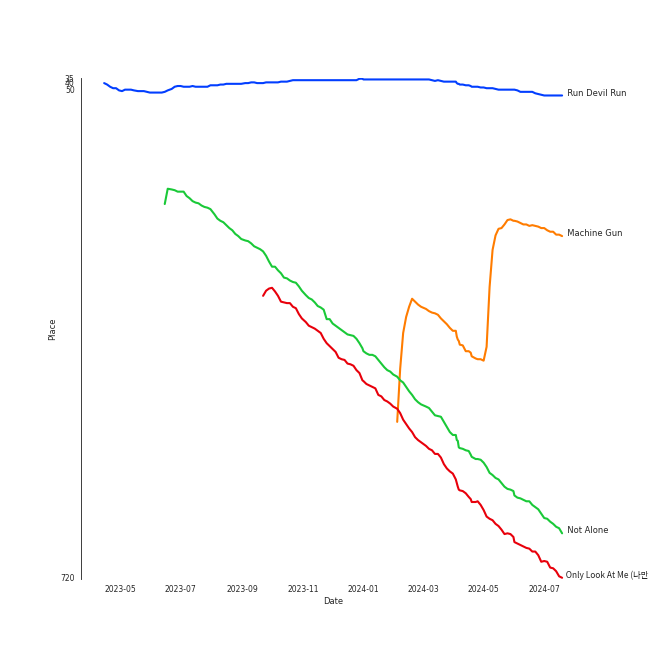 35
50
Run Devil Run
Machine Gun
Place
Not Alone
Only Look At Me (나만
720
2023-05
2023-07
2023-09
2023-11
2024-01
2024-03
2024-05
2024-07
Date